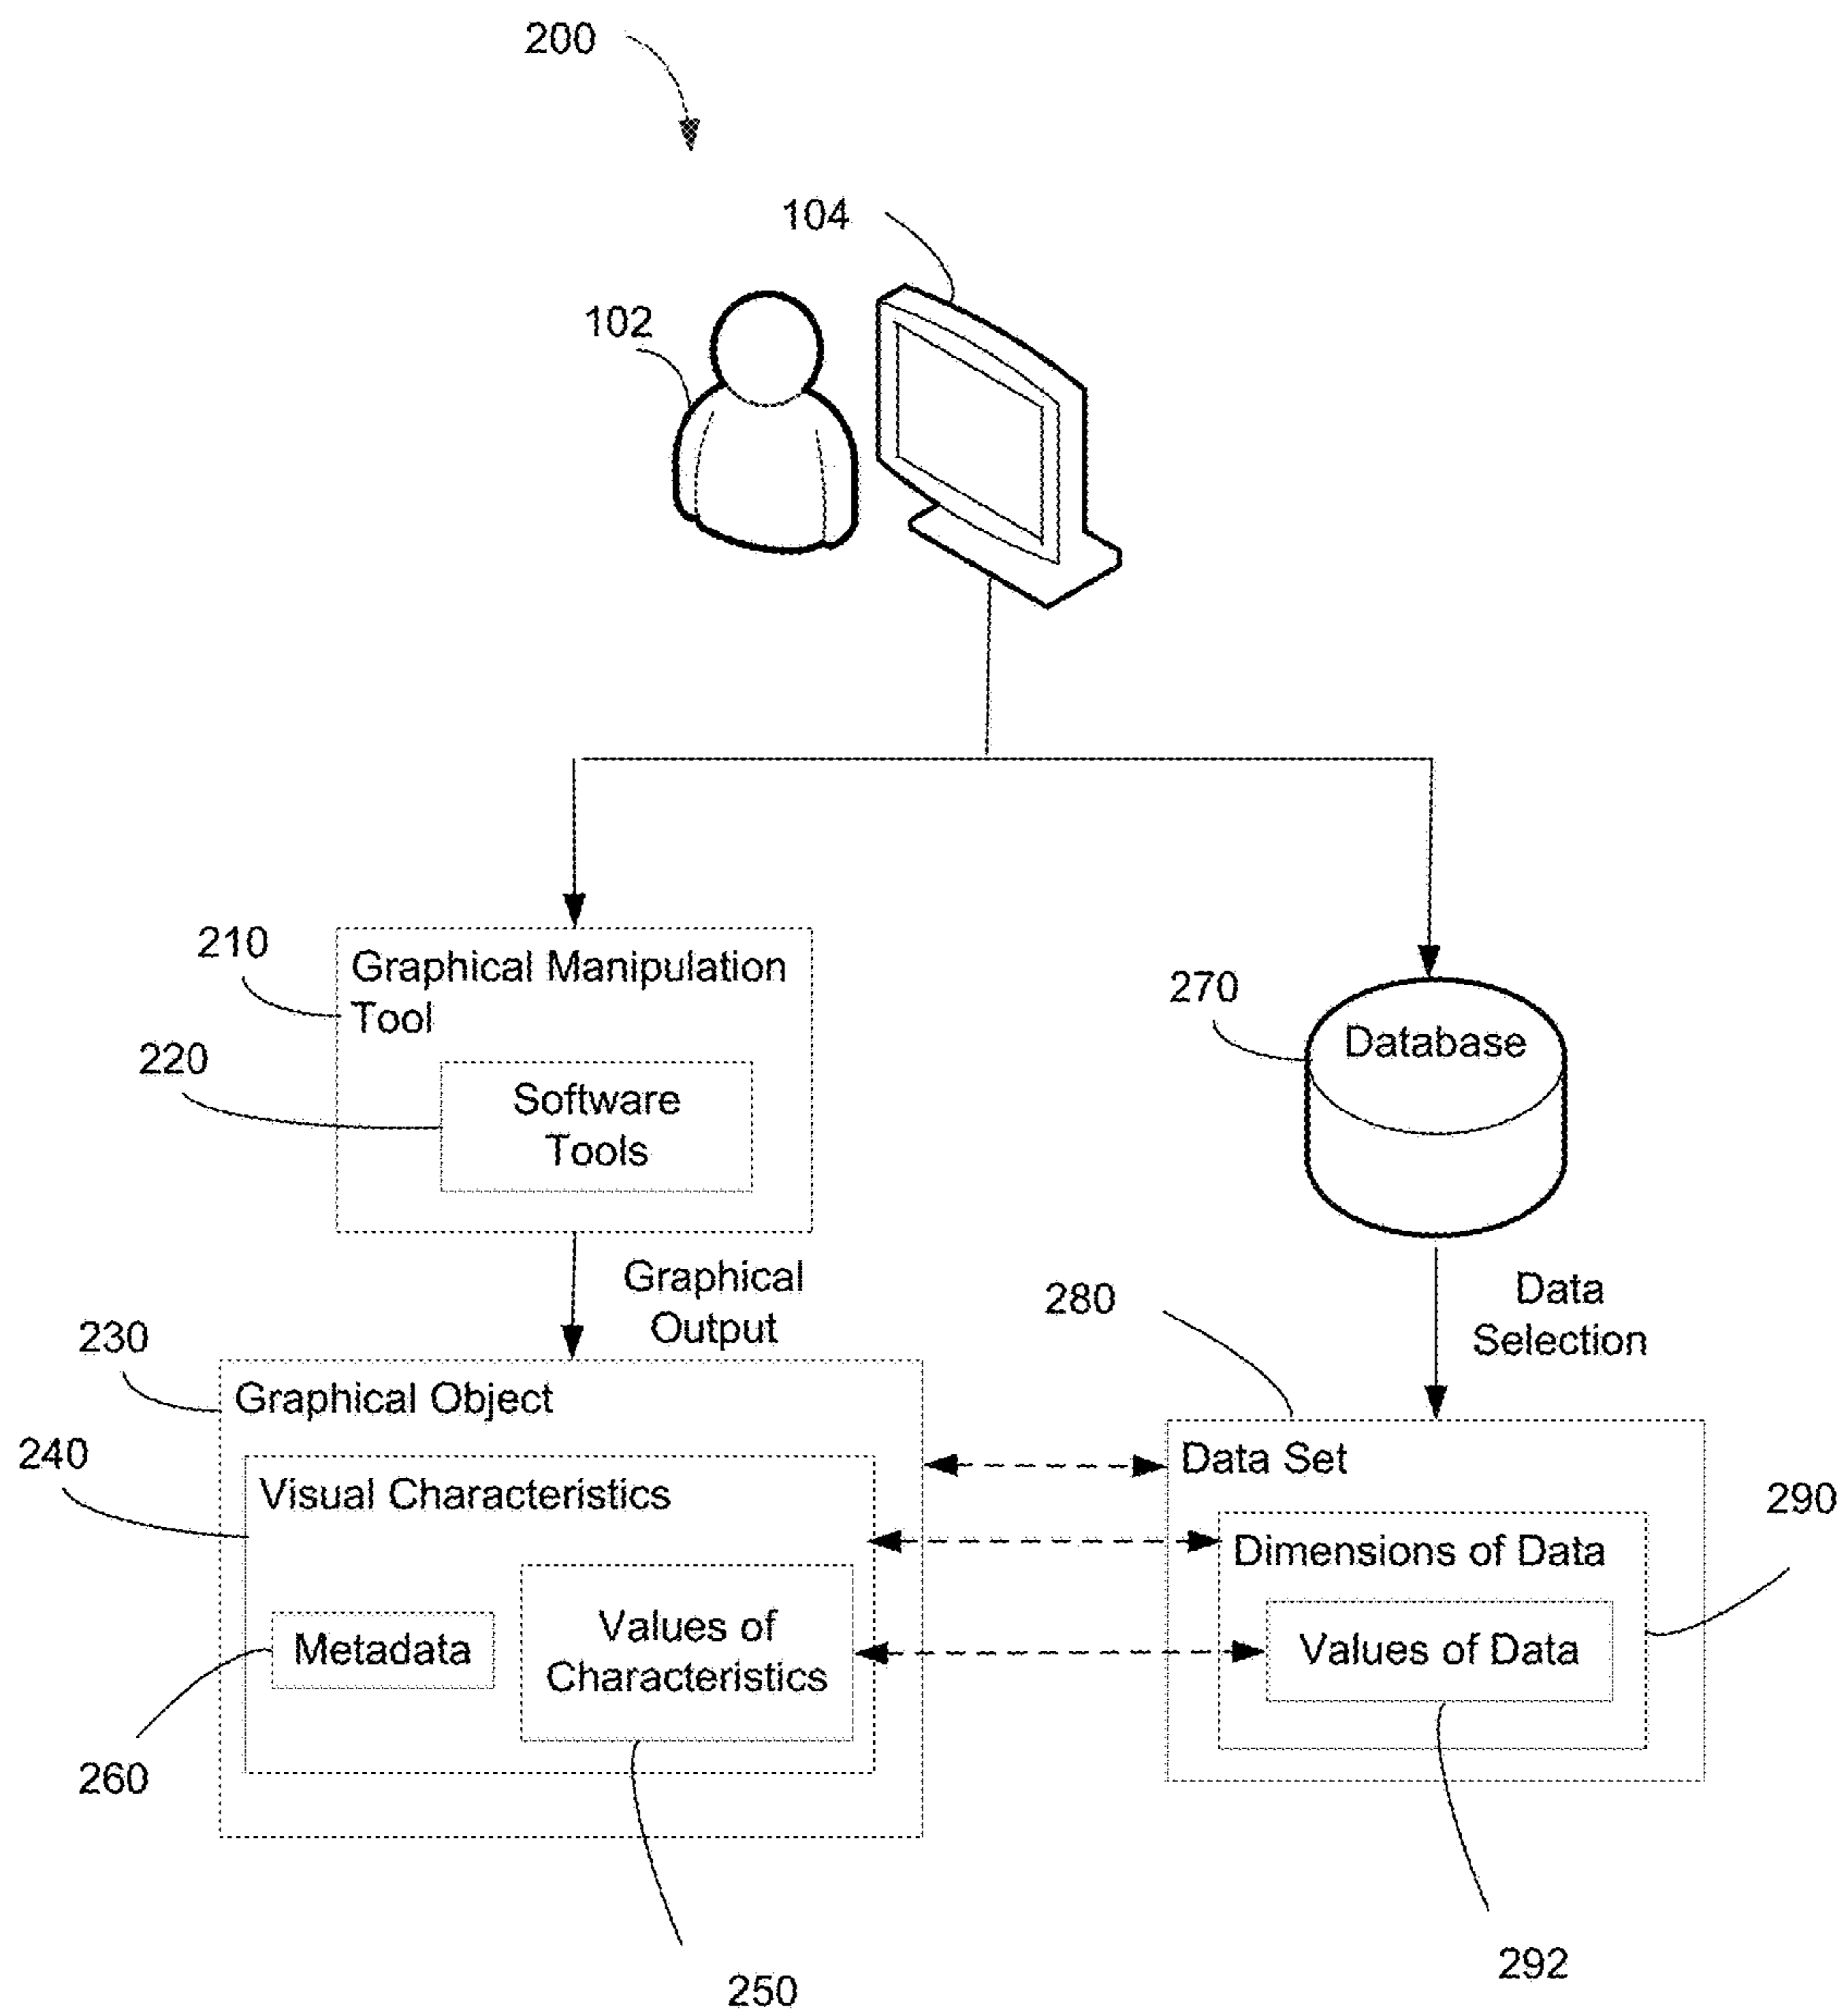 200
104
102
210
Graphical Manipulation
Tool
220
Software
Tools
270
Database
Graphical
Output
Data
Selection
280
230
Graphical Object
240
Visual Characteristics
Data Set
290
Dimensions of Data
Metadata
Values of
Characteristics
Values of Data
260
250
292